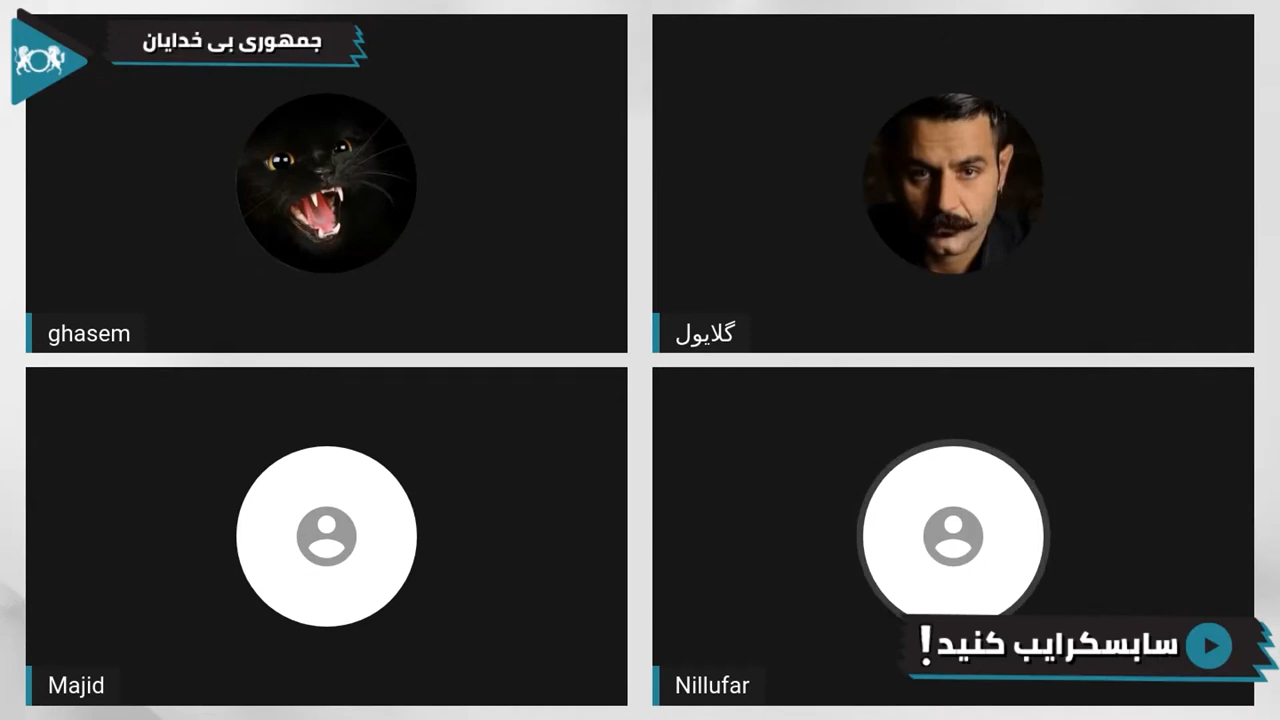 جمهوری بی خدایان
ghasem
گلایول
Majid
Nillufar
سابسکرایب کنید!